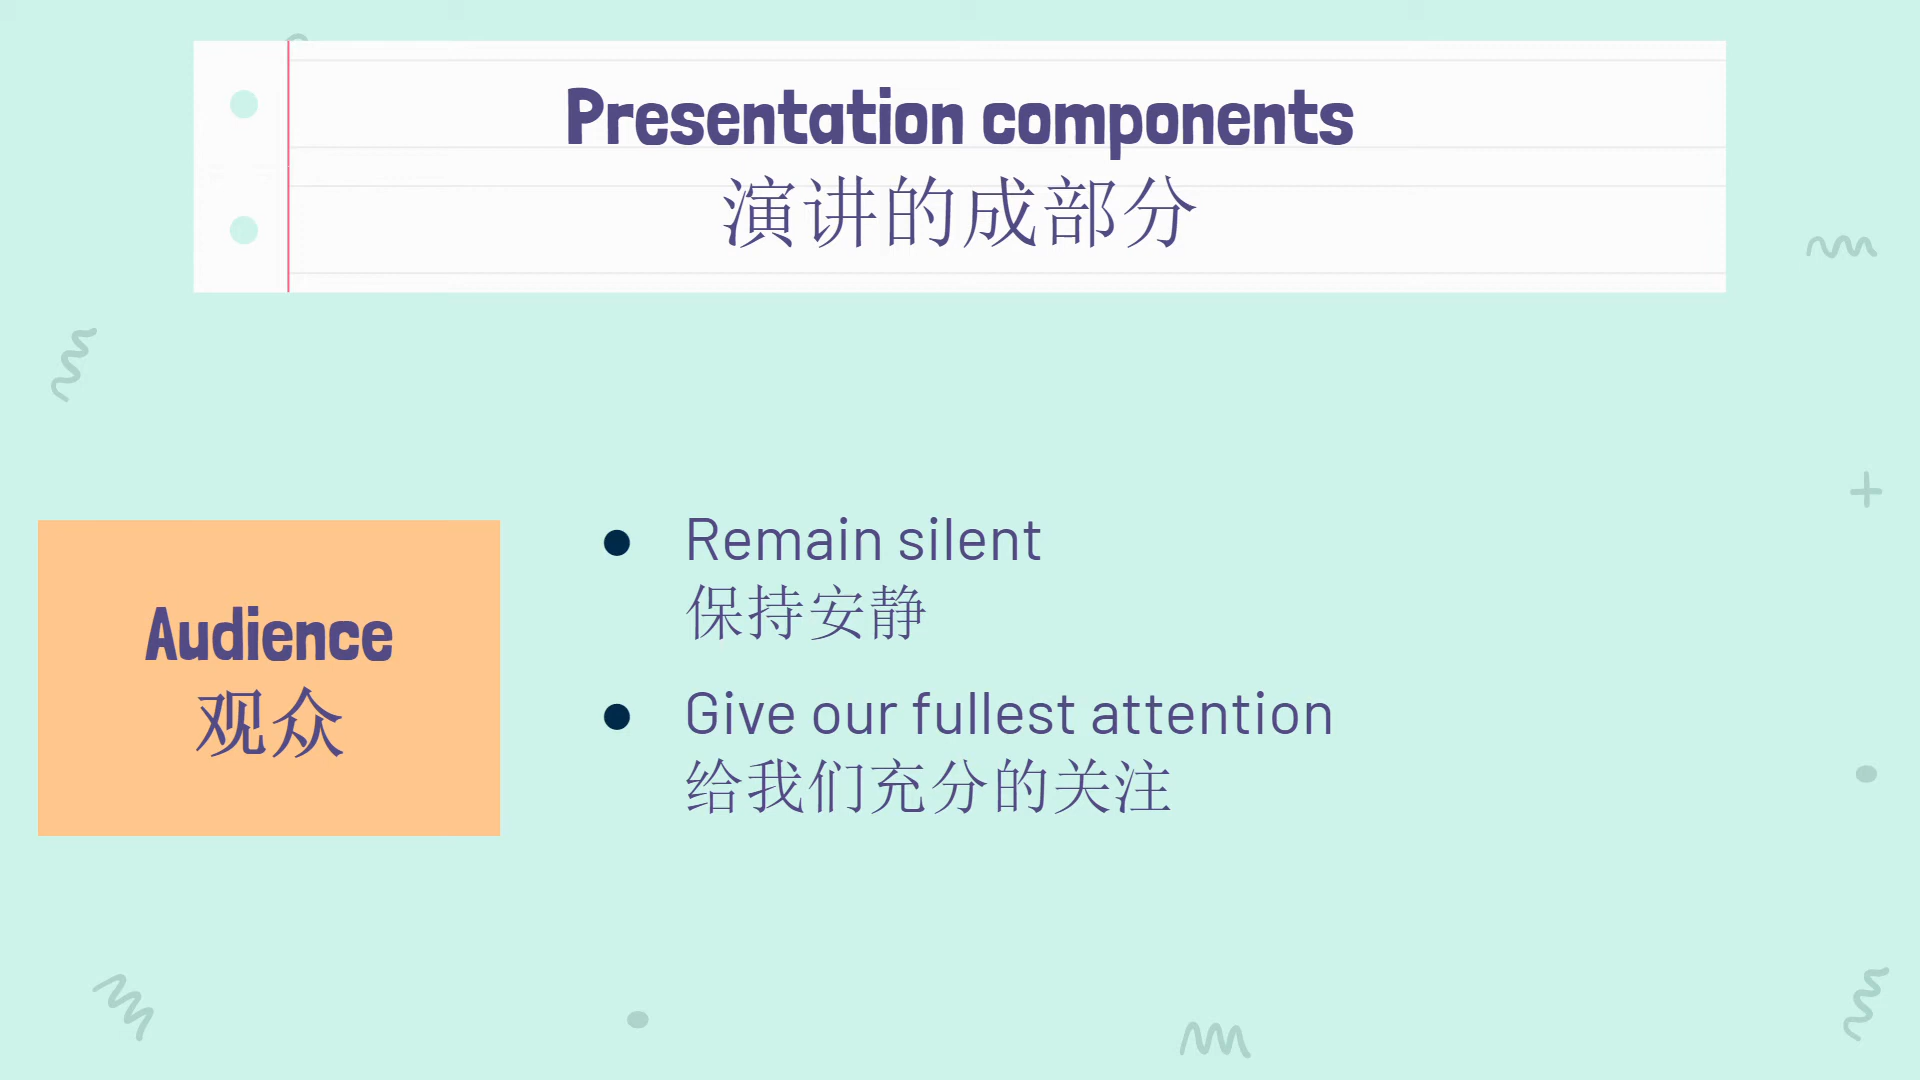 Presentation components
演讲的成部分
Audience
观众
● Remain silent
保持安静
● Give our fullest attention
给我们充分的关注